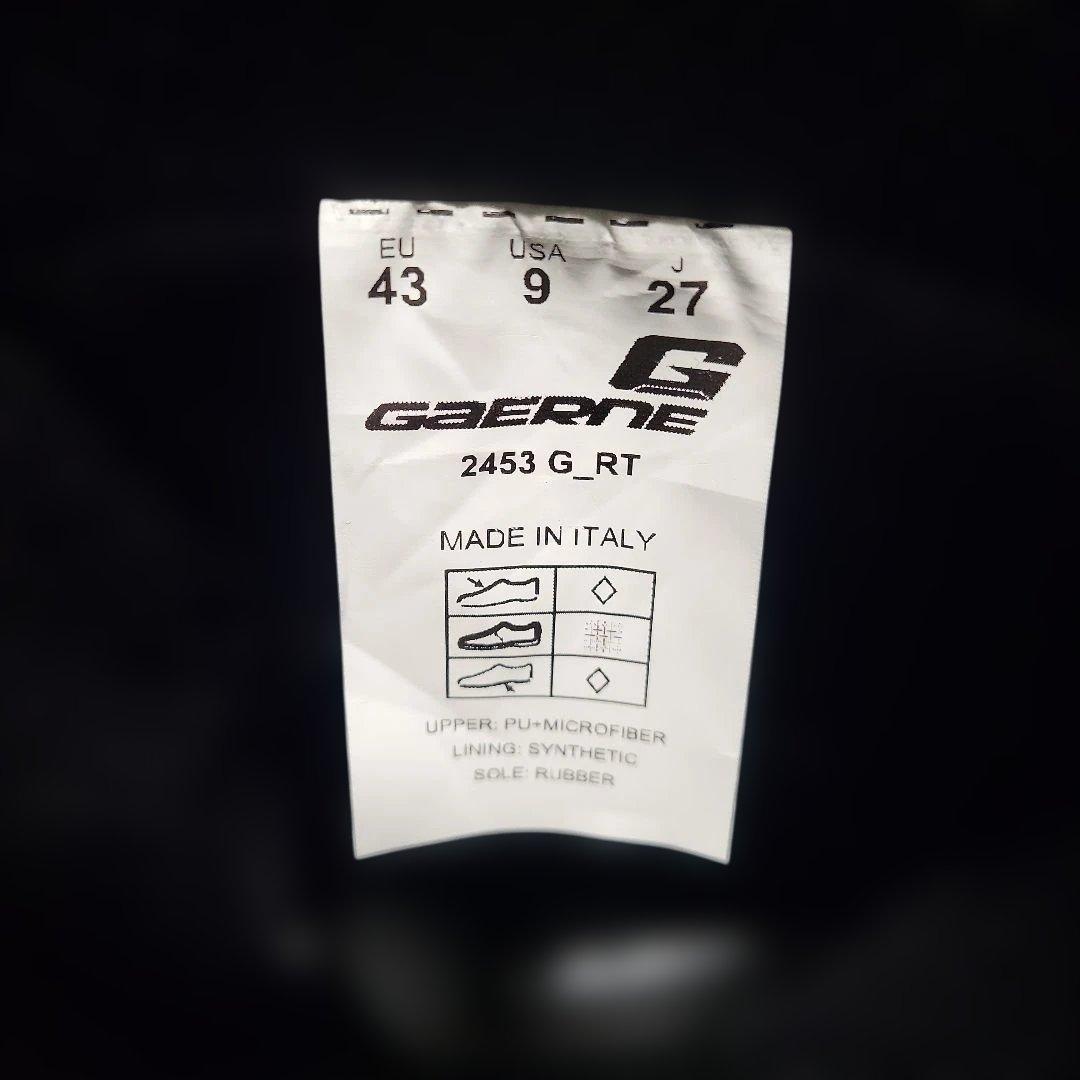 EU USA J
43 9 27
G
GAERNE
2453 G_RT
MADE IN ITALY
UPPER: PU+MICROFIBER
LINING: SYNTHETIC
SOLE: RUBBER